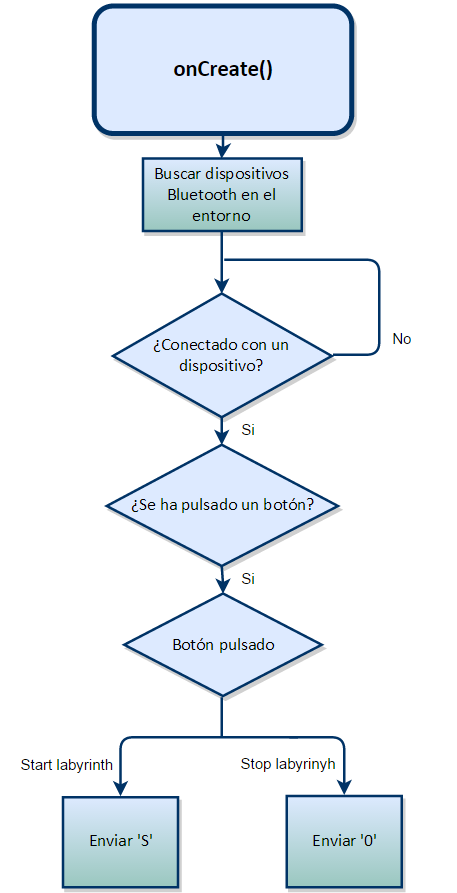 onCreate()
Buscar dispositivos
Bluetooth en el
entorno
¿Conectado con un
dispositivo?
No
Si
¿Se ha pulsado un botón?
Si
Botón pulsado
Start labyrinth
Stop labyrinyh
Enviar 'S'
Enviar '0'